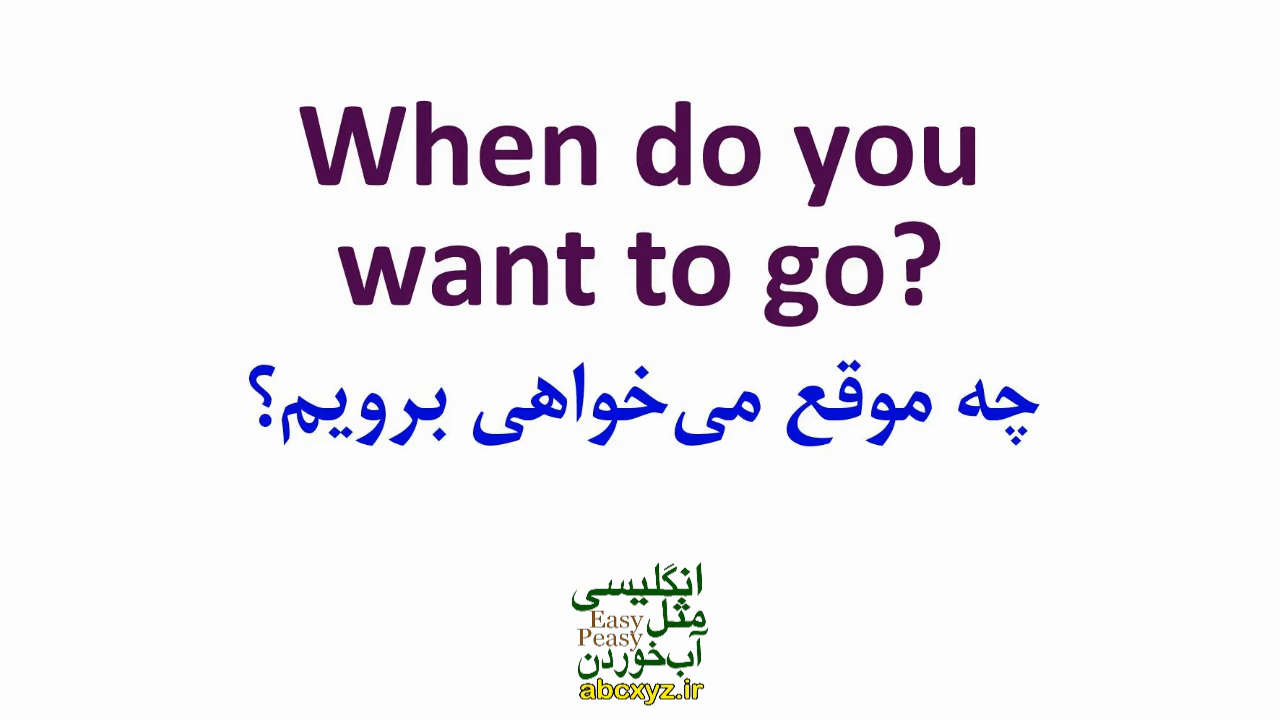 When do you
want to go?
چه موقع می‌خواهی برویم؟
انگلیسی
مثل
Easy
Peasy
آب‌خوردن
abcxyz.ir